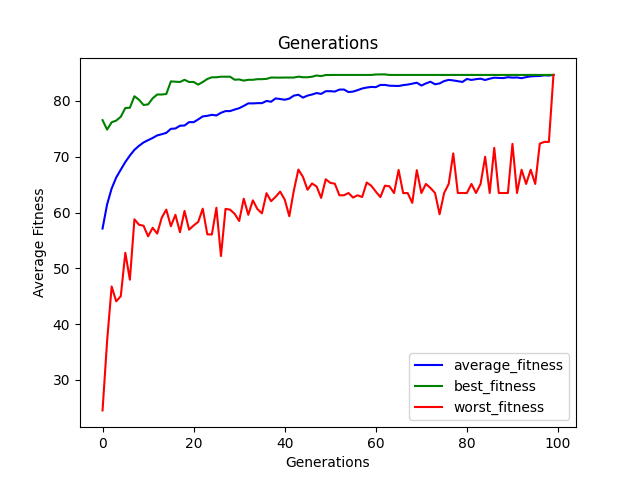 Generations
Average Fitness
80
70
60
50
40
30
0 20 40 60 80 100
Generations
average_fitness
best_fitness
worst_fitness